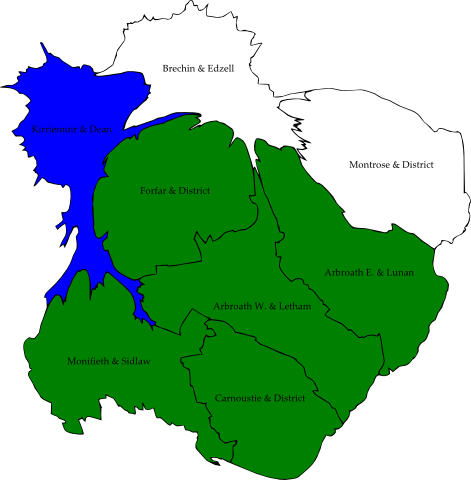 Brechin & Edzell
Kirriemuir & Dean
Montrose & District
Forfar & District
Arbroath E. & Lunan
Arbroath W. & Letham
Monifieth & Sidlaw
Carnoustie & District